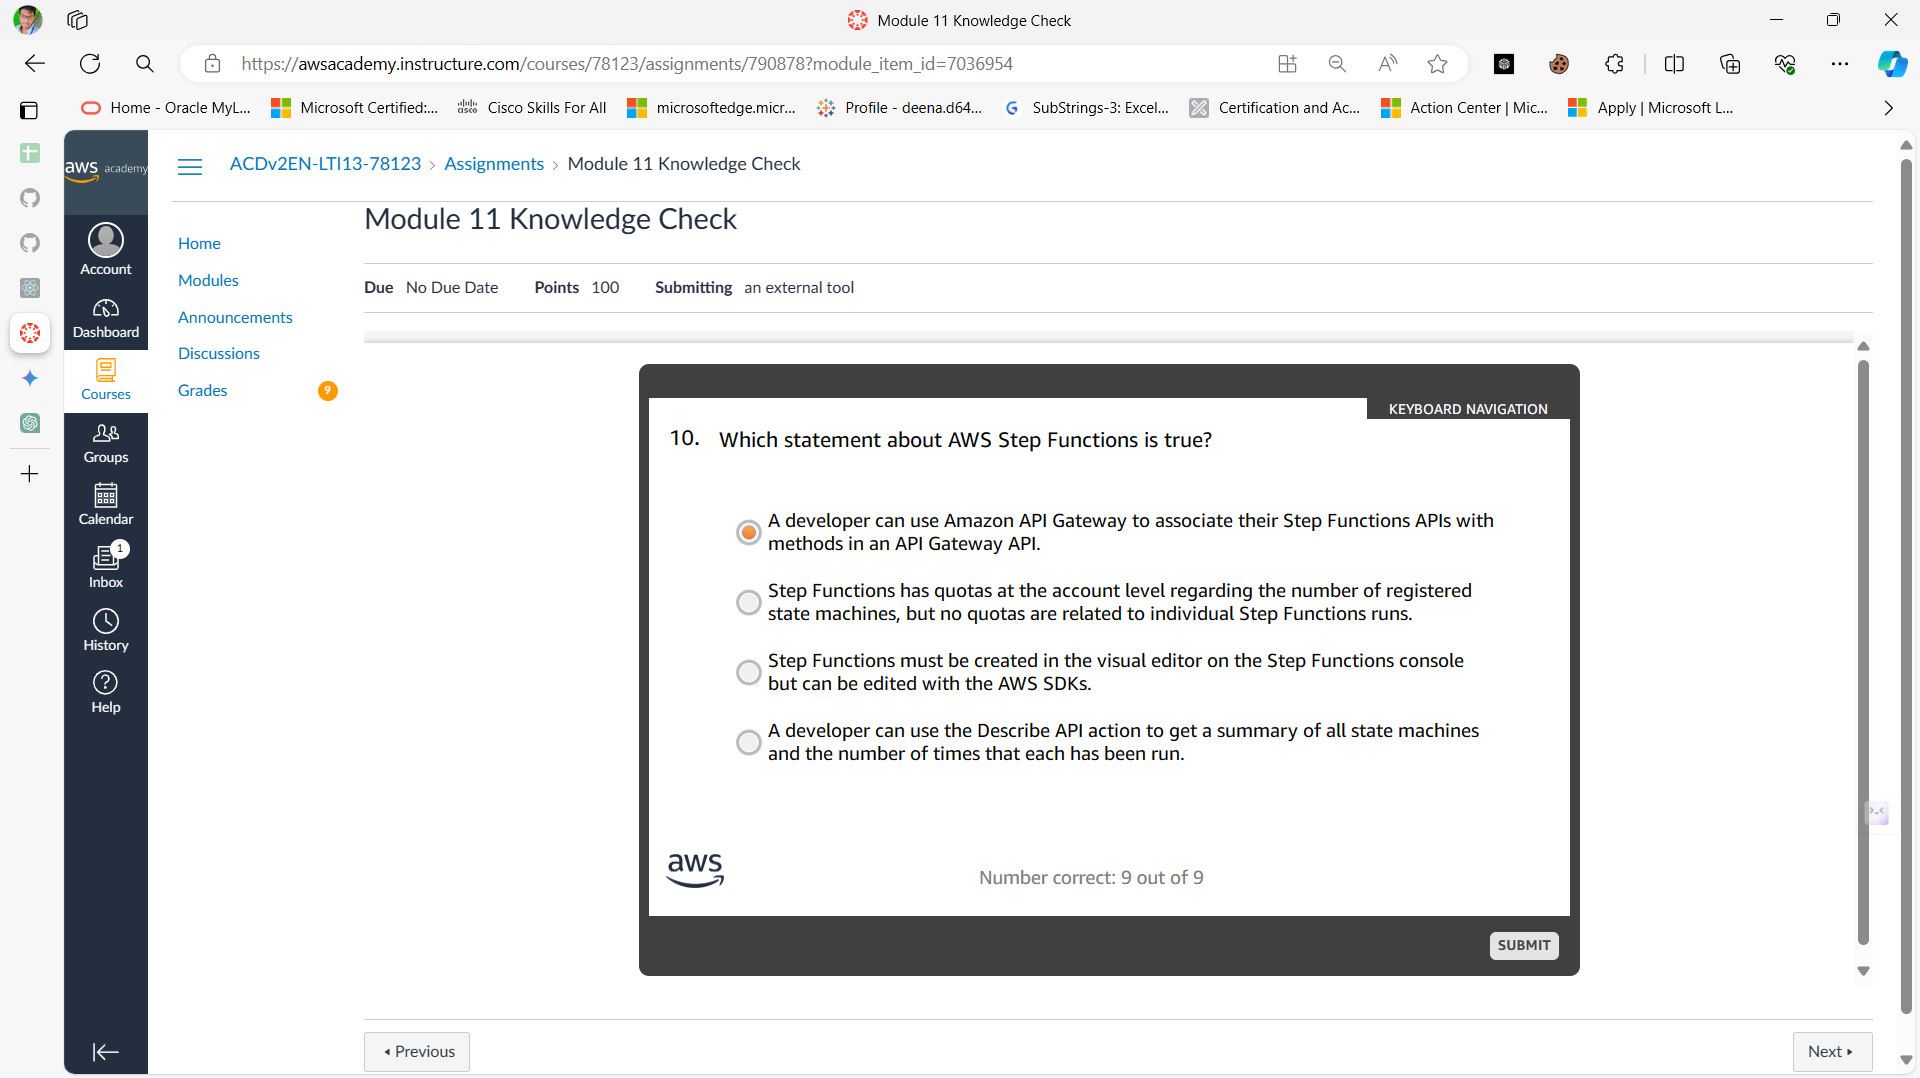 Module 11 Knowledge Check
https://awsacademy.instructure.com/courses/78123/assignments/790878?module_item_id=7036954
Home - Oracle MyL...
Microsoft Certified:...
Cisco Skills For All
microsoftedge.micr...
Profile - deena.d64...
SubStrings-3: Excel...
Certification and Ac...
Action Center | Mic...
Apply | Microsoft L...
aws academy
ACDv2EN-LTI13-78123 › Assignments › Module 11 Knowledge Check
Account
Dashboard
Courses
Groups
Calendar
1
Inbox
History
Help
Home
Modules
Announcements
Discussions
Grades 9
Module 11 Knowledge Check
Due No Due Date Points 100 Submitting an external tool
KEYBOARD NAVIGATION
10. Which statement about AWS Step Functions is true?
A developer can use Amazon API Gateway to associate their Step Functions APIs with
methods in an API Gateway API.
Step Functions has quotas at the account level regarding the number of registered
state machines, but no quotas are related to individual Step Functions runs.
Step Functions must be created in the visual editor on the Step Functions console
but can be edited with the AWS SDKs.
A developer can use the Describe API action to get a summary of all state machines
and the number of times that each has been run.
aws
Number correct: 9 out of 9
SUBMIT
Previous
Next